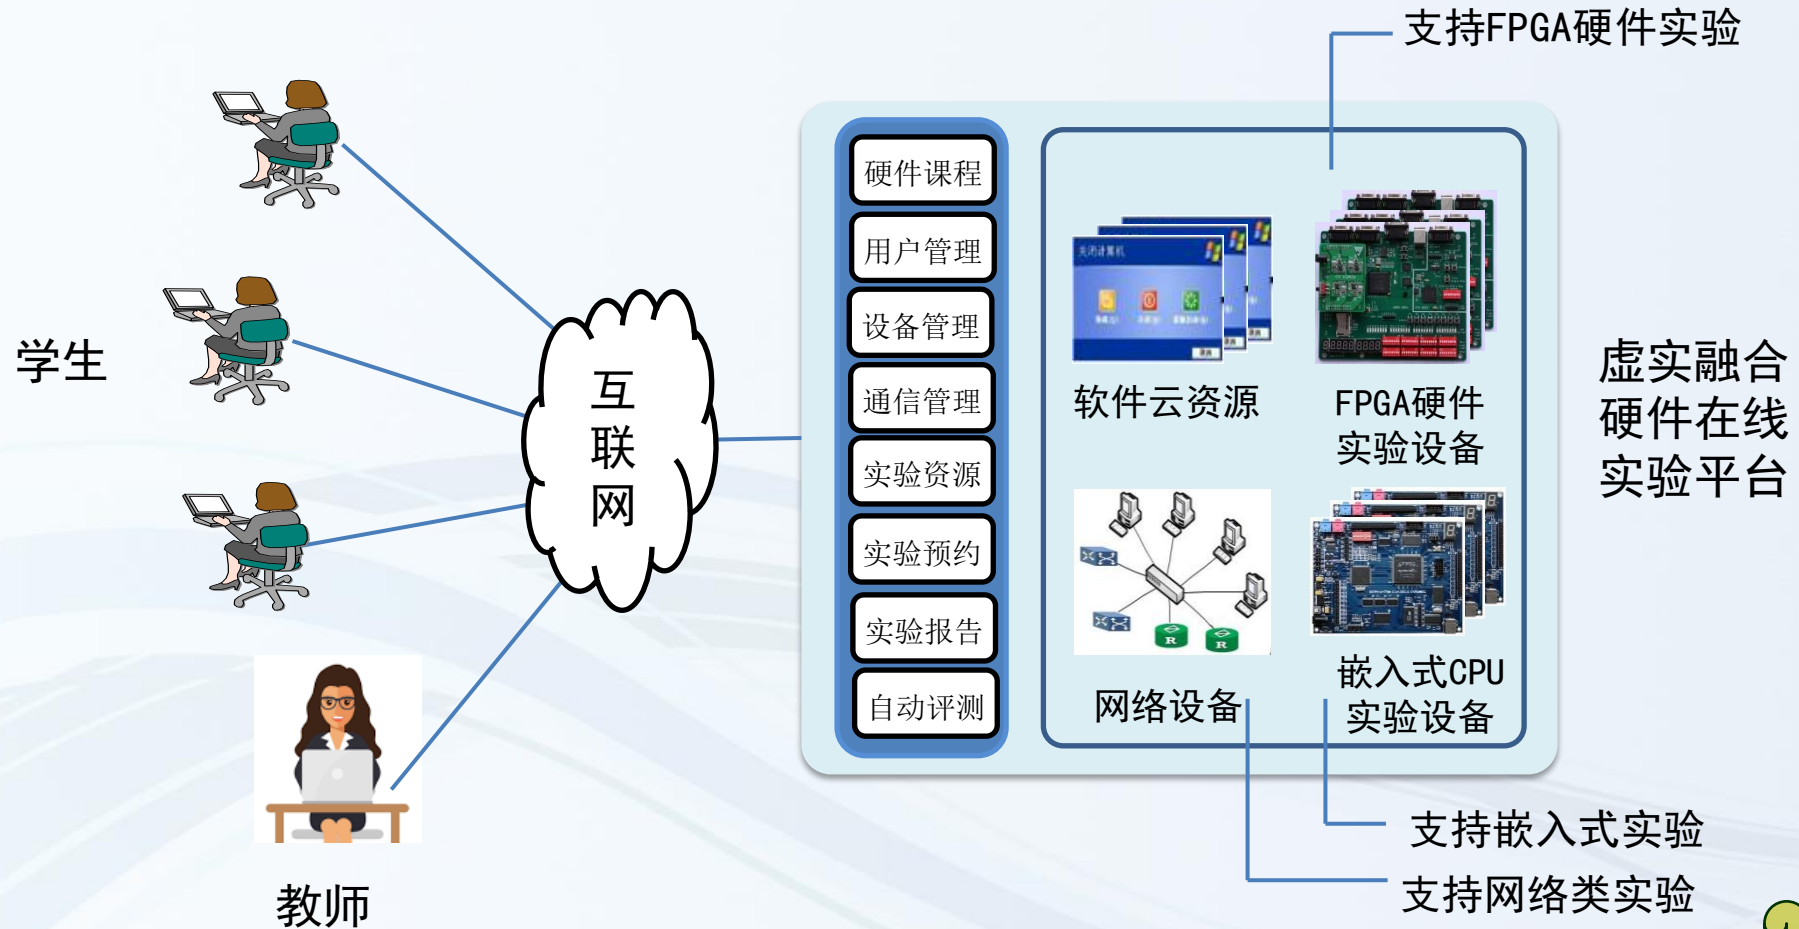 支持FPGA硬件实验
学生
教师
互
联
网
硬件课程
用户管理
设备管理
通信管理
实验资源
实验预约
实验报告
自动评测
关闭计算机
软件云资源
FPGA硬件
实验设备
R
R
网络设备
嵌入式CPU
实验设备
虚实融合
硬件在线
实验平台
支持嵌入式实验
支持网络类实验